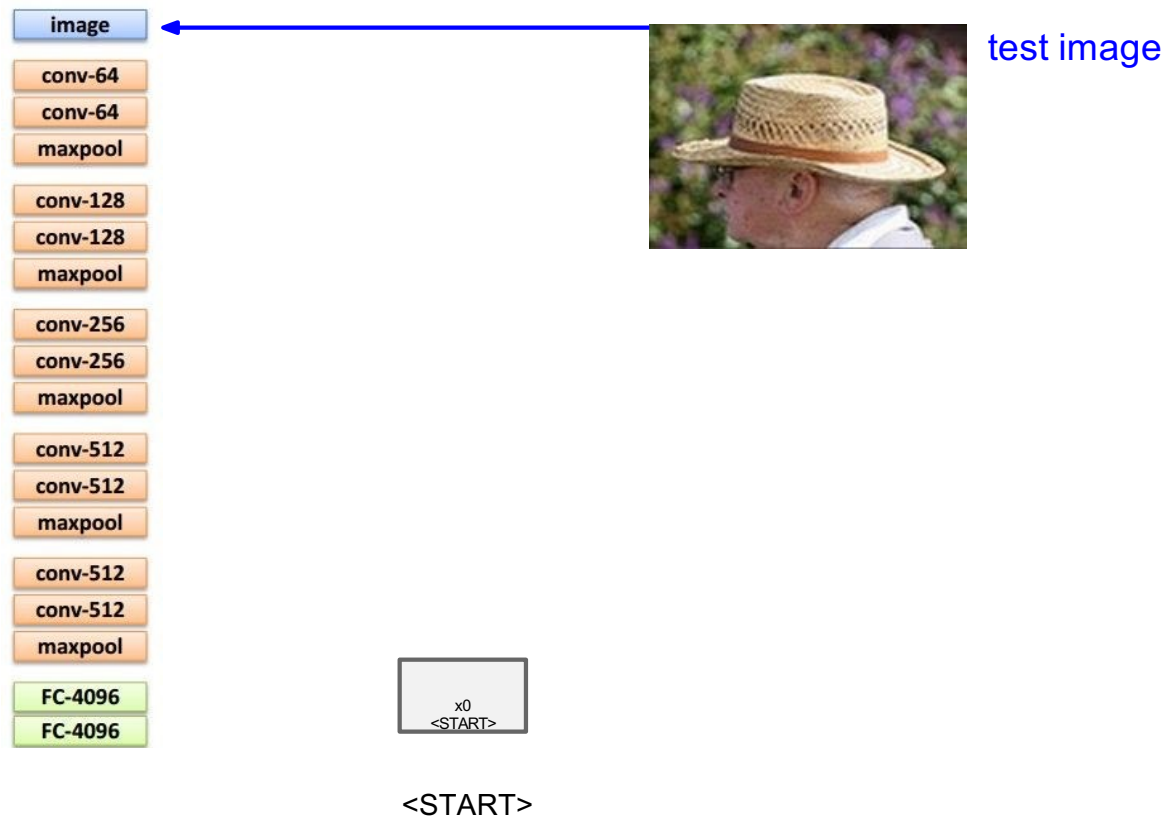 image
test image
conv-64
conv-64
maxpool
conv-128
conv-128
maxpool
conv-256
conv-256
maxpool
conv-512
conv-512
maxpool
conv-512
conv-512
maxpool
FC-4096
FC-4096
x0
<START>
<START>